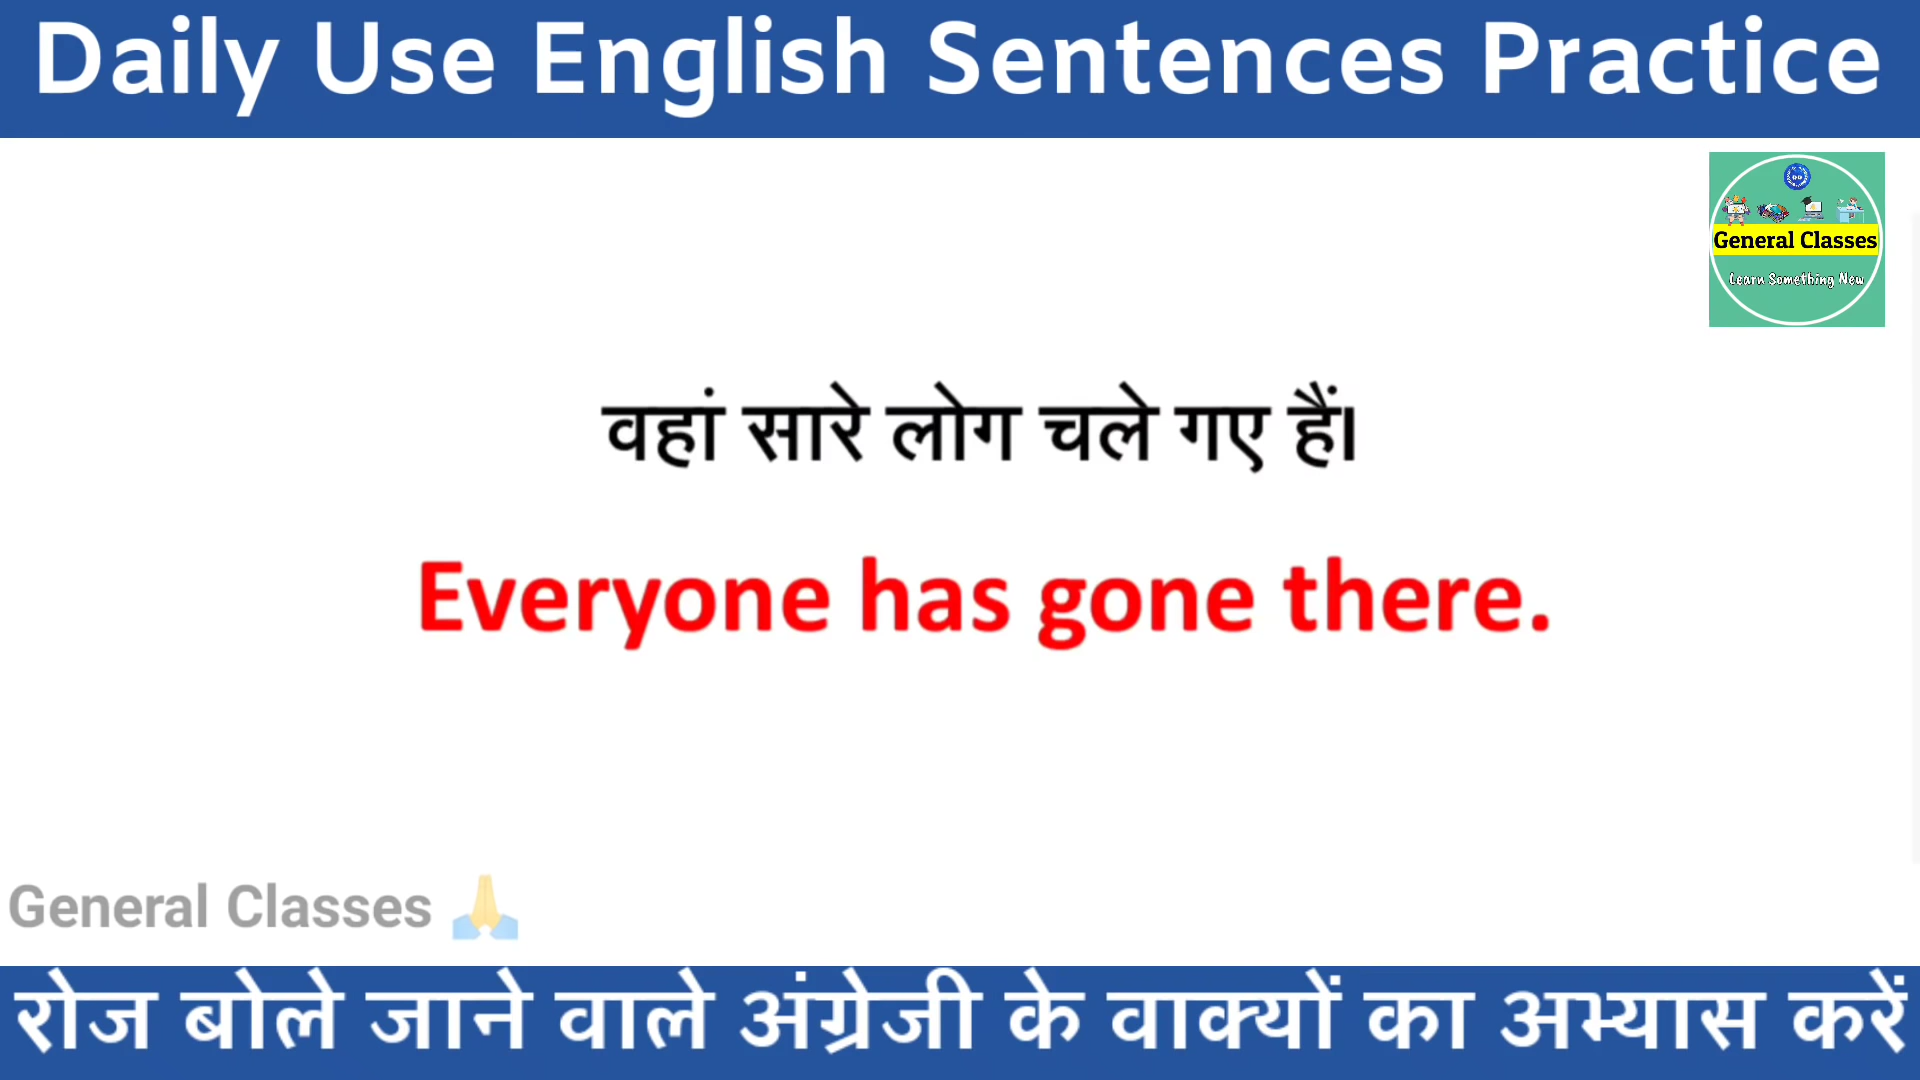 Daily Use English Sentences Practice
General Classes
Learn Something New
वहां सारे लोग चले गए हैं।
Everyone has gone there.
General Classes 🙏
रोज बोले जाने वाले अंग्रेजी के वाक्यों का अभ्यास करें